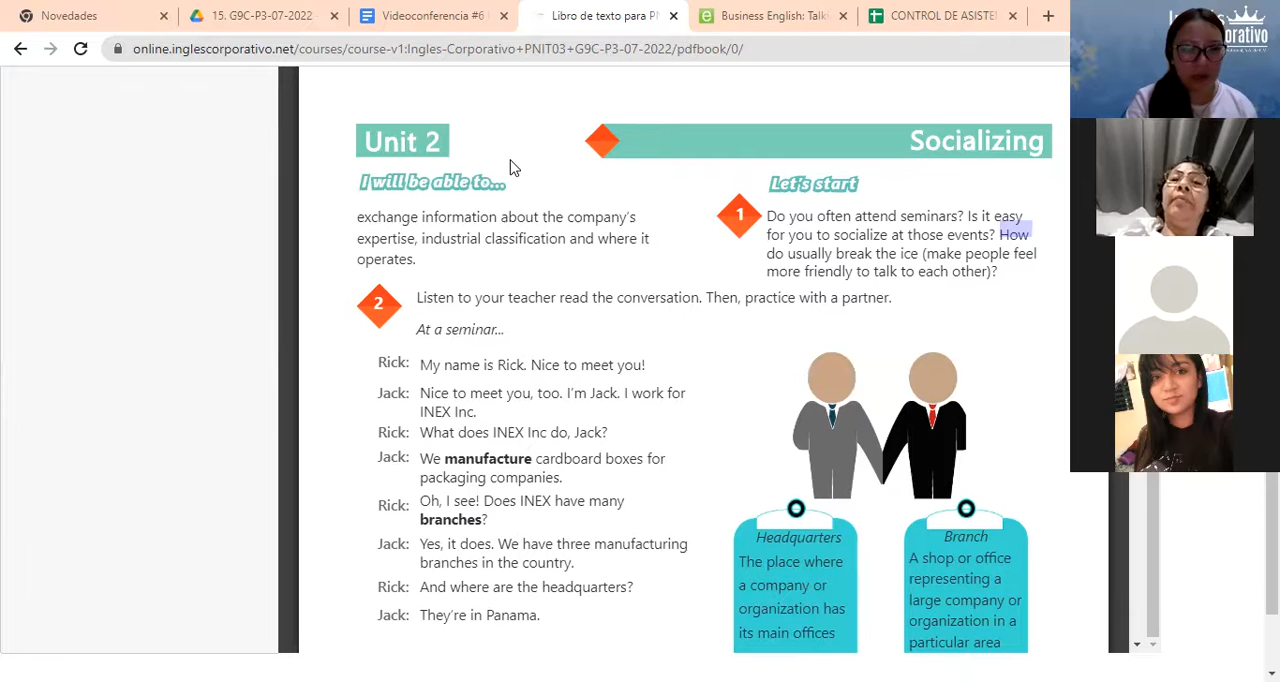 Novedades
15. G9C-P3-07-2022 -
Videoconferencia #6
Libro de texto para PN
Business English: Talk
CONTROL DE ASISTE
online.inglescorporativo.net/courses/course-v1:Ingles-Corporativo+PNIT03+G9C-P3-07-2022/pdfbook/0/
Unit 2
Socializing
I will be able to...
exchange information about the company's
expertise, industrial classification and where it
operates.
Let's start
1
Do you often attend seminars? Is it easy
for you to socialize at those events? How
do usually break the ice (make people feel
more friendly to talk to each other)?
2
Listen to your teacher read the conversation. Then, practice with a partner.
At a seminar...
Rick: My name is Rick. Nice to meet you!
Jack: Nice to meet you, too. I'm Jack. I work for
INEX Inc.
Rick: What does INEX Inc do, Jack?
Jack: We manufacture cardboard boxes for
packaging companies.
Rick: Oh, I see! Does INEX have many
branches?
Jack: Yes, it does. We have three manufacturing
branches in the country.
Rick: And where are the headquarters?
Jack: They're in Panama.
Headquarters
The place where
a company or
organization has
its main offices
Branch
A shop or office
representing a
large company or
organization in a
particular area